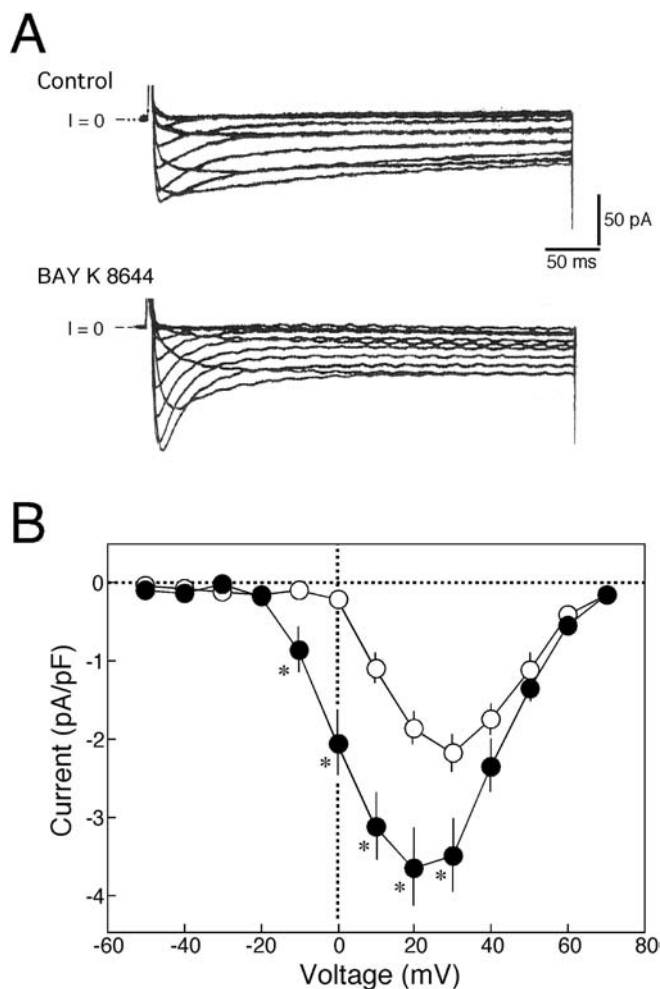 A
Control
I = 0
50 pA
50 ms
BAY K 8644
I = 0
B
Current (pA/pF)
0
-1
-2
-3
-4
*
*
*
*
*
-60 -40 -20 0 20 40 60 80
Voltage (mV)